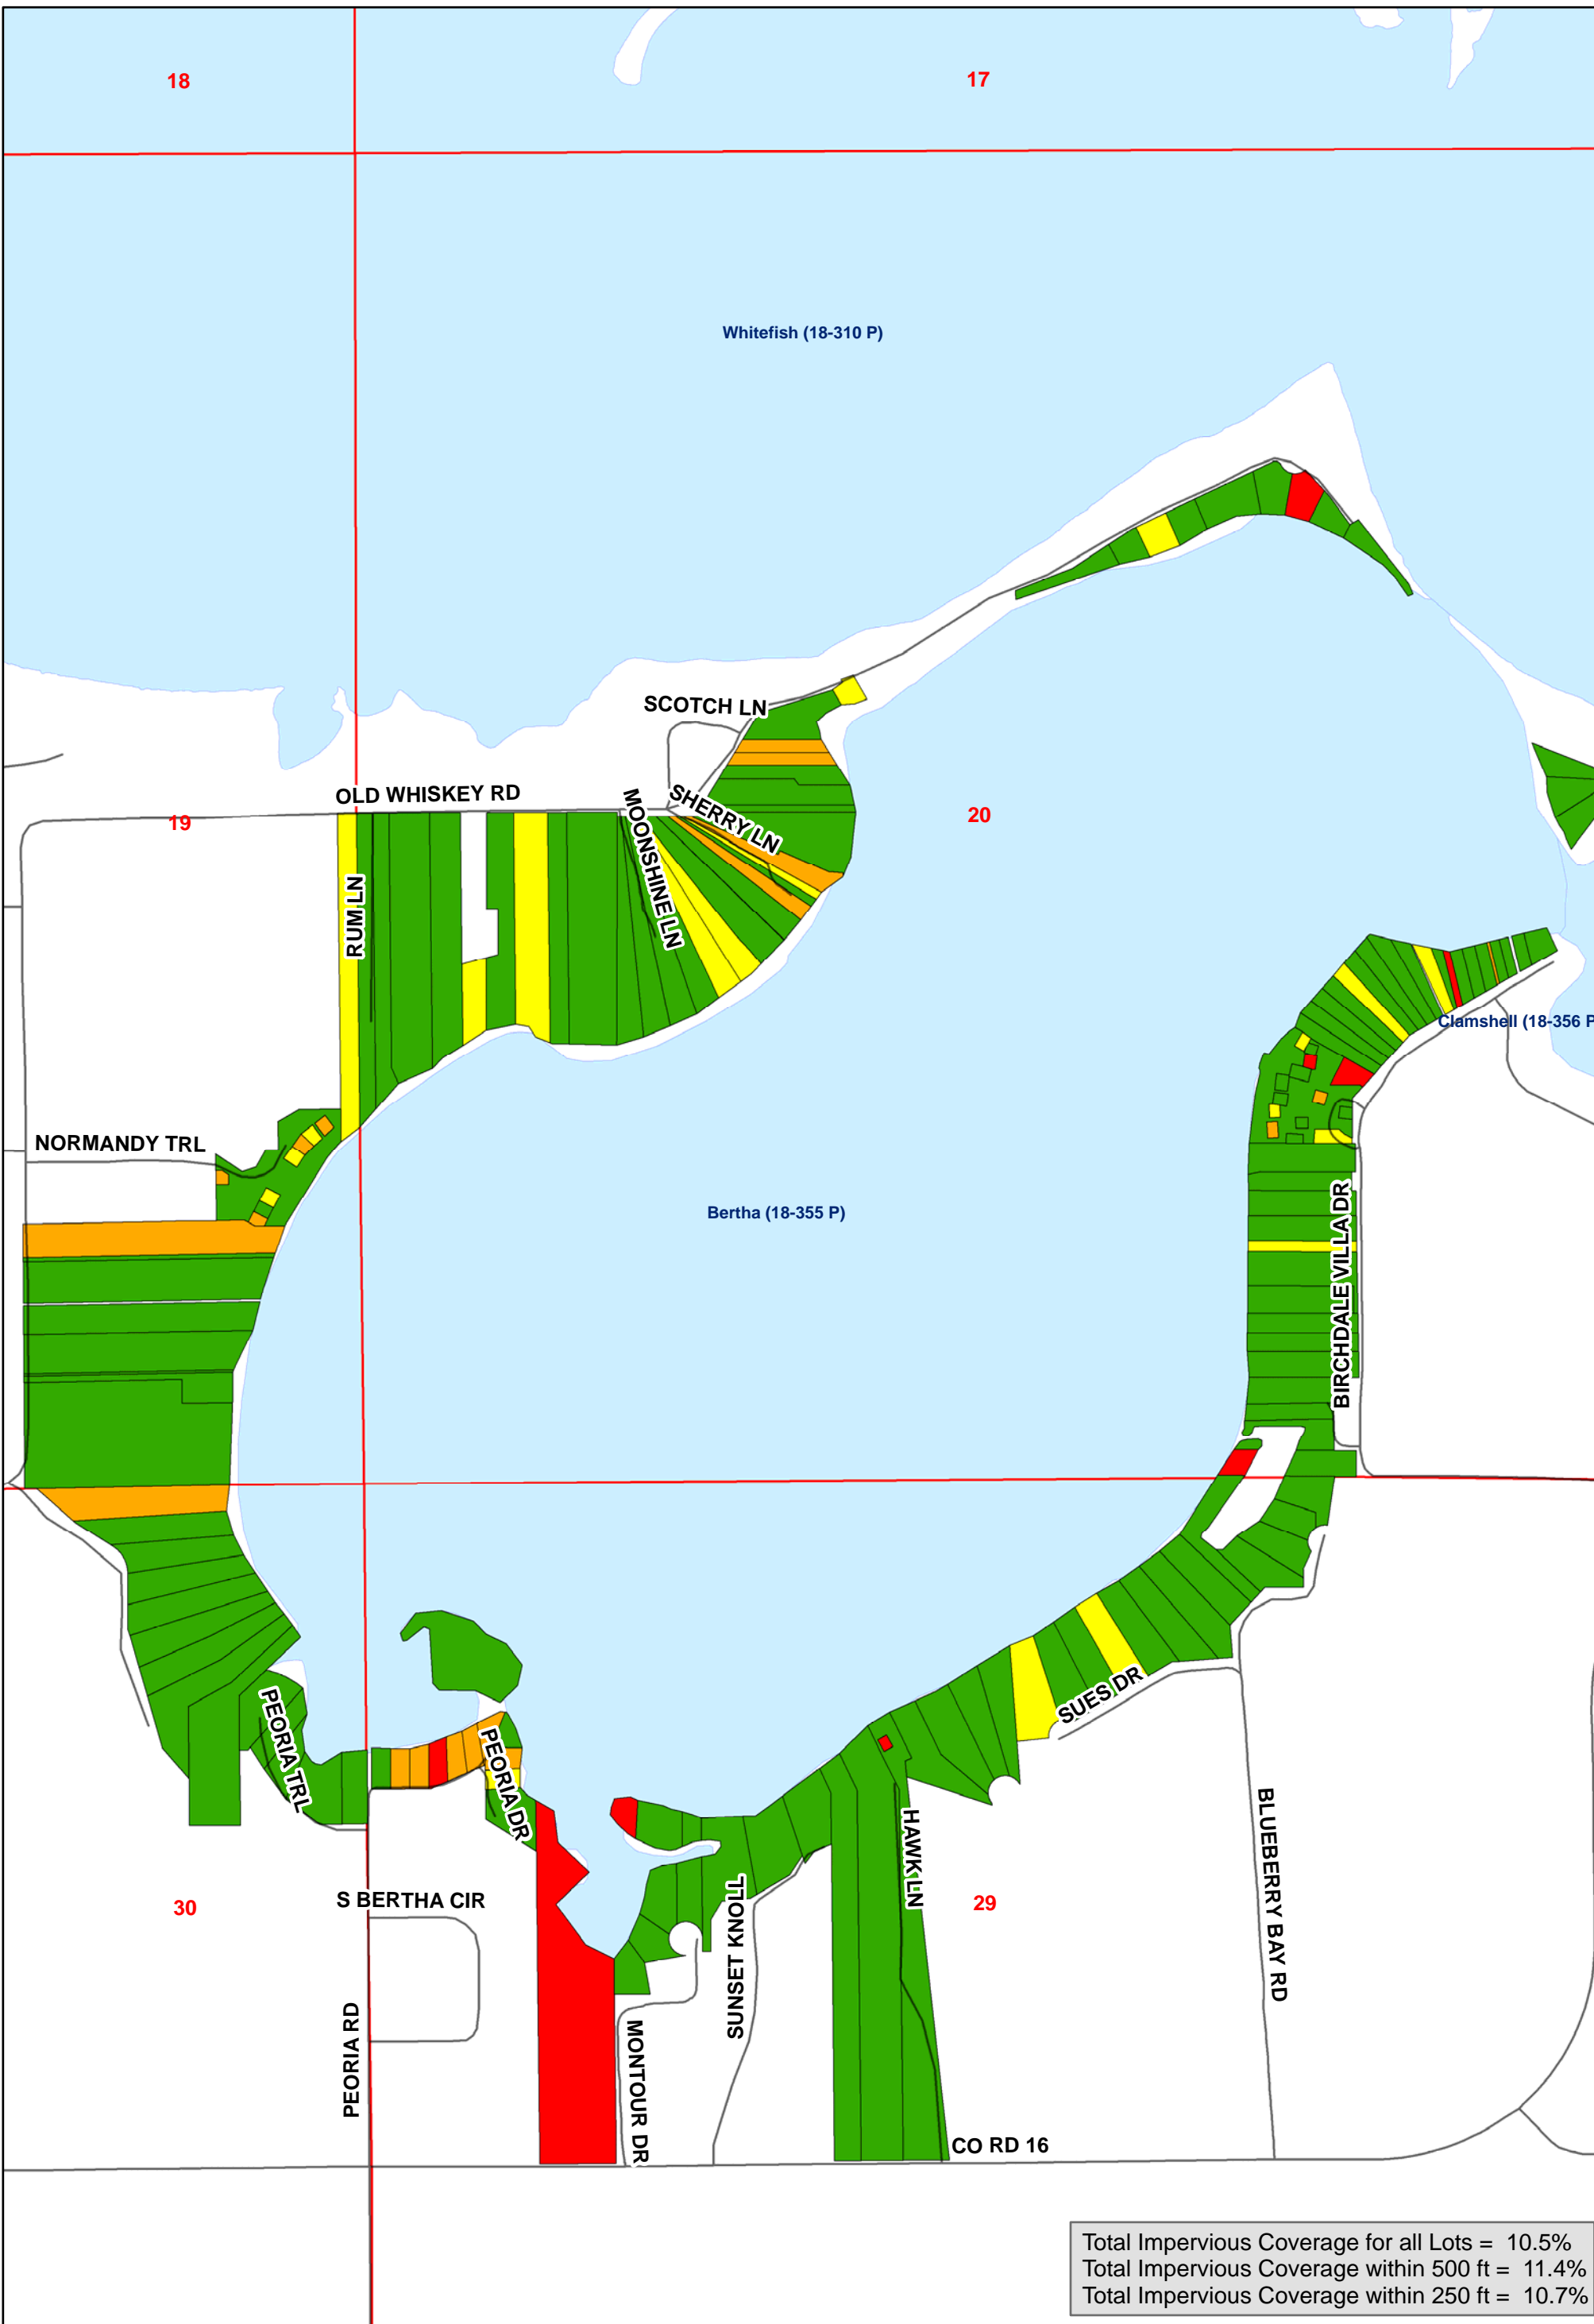 18
17
Whitefish (18-310 P)
SCOTCH LN
OLD WHISKEY RD
SHERRY LN
MOONSHINE LN
19
20
RUM LN
Clamshell (18-356 P
NORMANDY TRL
Bertha (18-355 P)
BIRCHDALE VILLA DR
SUES DR
PEORIA TRL
PEORIA DR
HAWK LN
BLUEBERRY BAY RD
S BERTHA CIR
30
29
SUNSET KNOLL
PEORIA RD
MONTOUR DR
CO RD 16
Total Impervious Coverage for all Lots = 10.5%
Total Impervious Coverage within 500 ft = 11.4%
Total Impervious Coverage within 250 ft = 10.7%